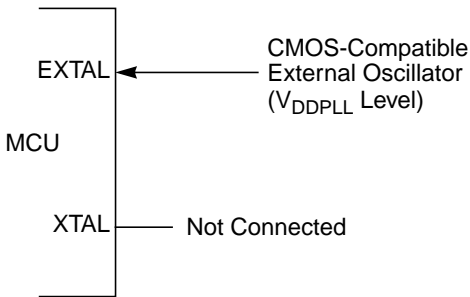 CMOS-Compatible
EXTAL External Oscillator
(VDDPLL Level)
MCU
XTAL Not Connected